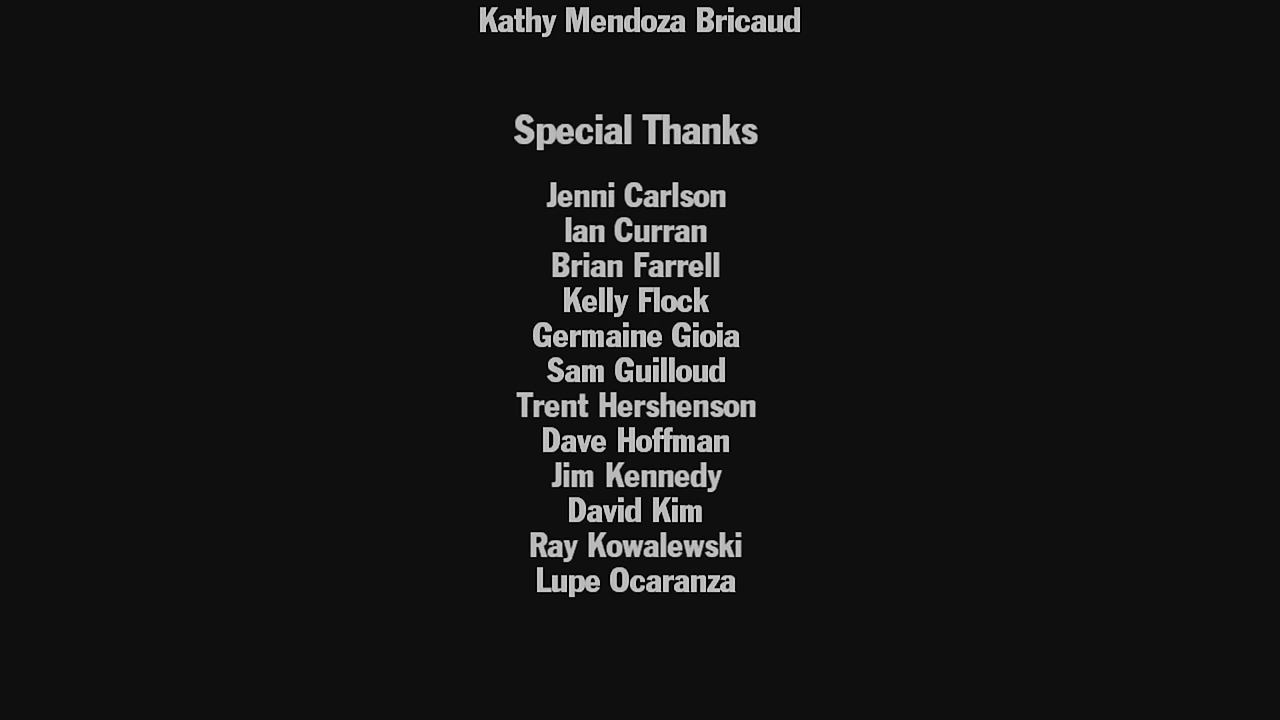 Kathy Mendoza Bricaud
Special Thanks
Jenni Carlson
Ian Curran
Brian Farrell
Kelly Flock
Germaine Gioia
Sam Guilloud
Trent Hershenson
Dave Hoffman
Jim Kennedy
David Kim
Ray Kowalewski
Lupe Ocaranza